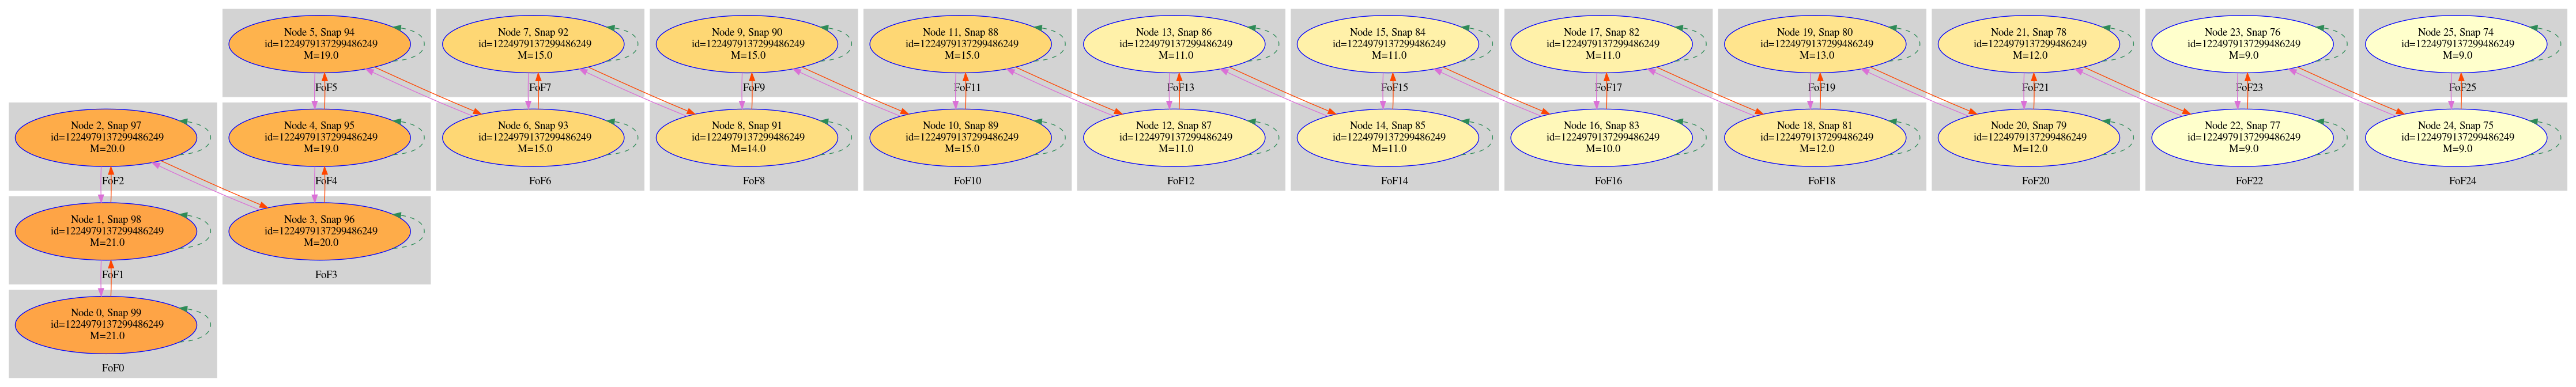 Node 5, Snap 94
id=1224979137299486249
M=19.0
FoF5
Node 7, Snap 92
id=1224979137299486249
M=15.0
FoF7
Node 9, Snap 90
id=1224979137299486249
M=15.0
FoF9
Node 11, Snap 88
id=1224979137299486249
M=15.0
FoF11
Node 13, Snap 86
id=1224979137299486249
M=11.0
FoF13
Node 15, Snap 84
id=1224979137299486249
M=11.0
FoF15
Node 17, Snap 82
id=1224979137299486249
M=11.0
FoF17
Node 19, Snap 80
id=1224979137299486249
M=13.0
FoF19
Node 21, Snap 78
id=1224979137299486249
M=12.0
FoF21
Node 23, Snap 76
id=1224979137299486249
M=9.0
FoF23
Node 25, Snap 74
id=1224979137299486249
M=9.0
FoF25
Node 2, Snap 97
id=1224979137299486249
M=20.0
FoF2
Node 4, Snap 95
id=1224979137299486249
M=19.0
FoF4
Node 6, Snap 93
id=1224979137299486249
M=15.0
FoF6
Node 8, Snap 91
id=1224979137299486249
M=14.0
FoF8
Node 10, Snap 89
id=1224979137299486249
M=15.0
FoF10
Node 12, Snap 87
id=1224979137299486249
M=11.0
FoF12
Node 14, Snap 85
id=1224979137299486249
M=11.0
FoF14
Node 16, Snap 83
id=1224979137299486249
M=10.0
FoF16
Node 18, Snap 81
id=1224979137299486249
M=12.0
FoF18
Node 20, Snap 79
id=1224979137299486249
M=12.0
FoF20
Node 22, Snap 77
id=1224979137299486249
M=9.0
FoF22
Node 24, Snap 75
id=1224979137299486249
M=9.0
FoF24
Node 1, Snap 98
id=1224979137299486249
M=21.0
FoF1
Node 3, Snap 96
id=1224979137299486249
M=20.0
FoF3
Node 0, Snap 99
id=1224979137299486249
M=21.0
FoF0